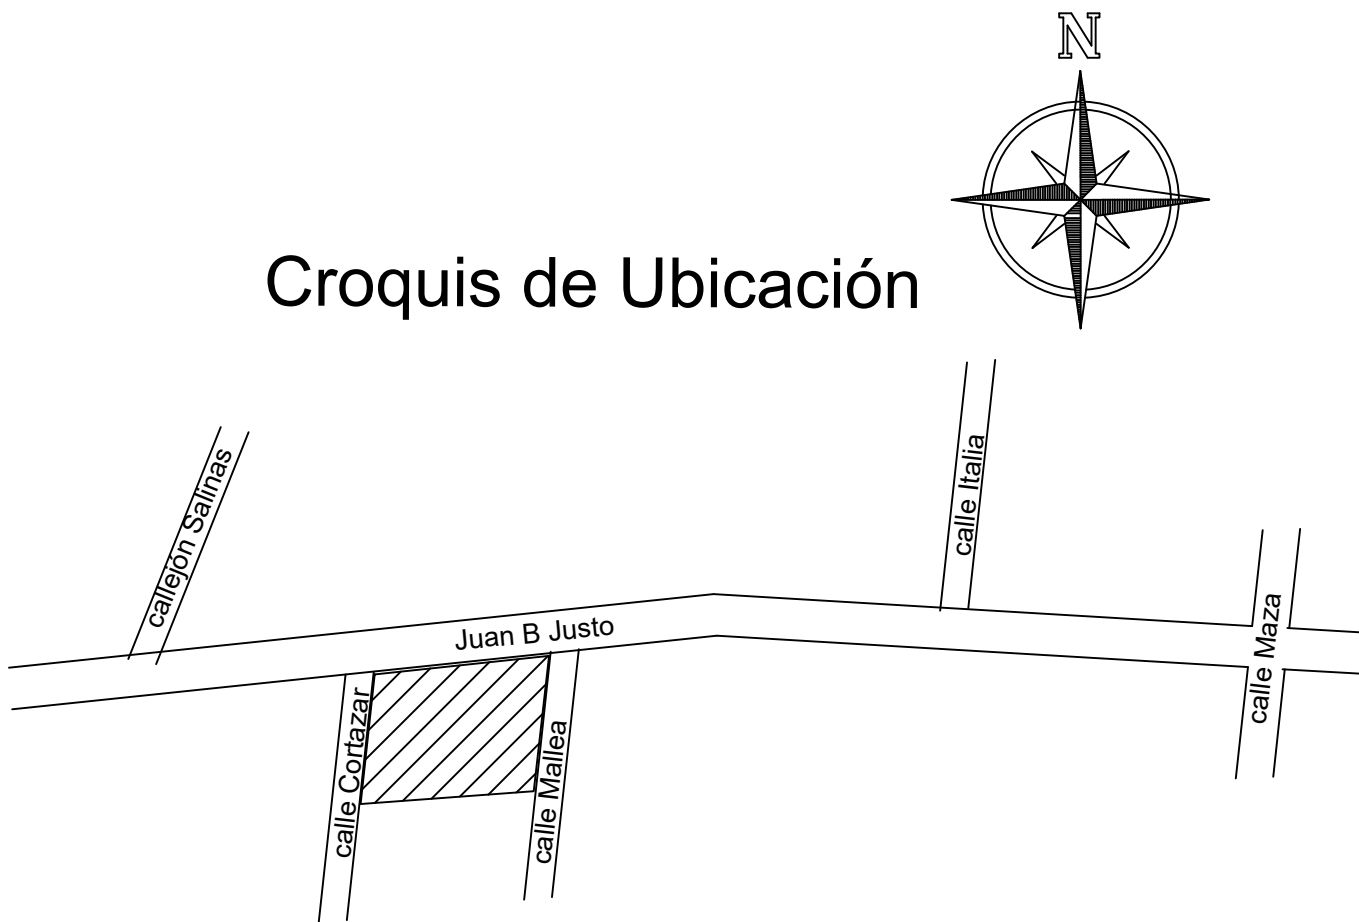 N
Croquis de Ubicación
callejón Salinas
calle Italia
Juan B Justo
calle Maza
calle Cortazar
calle Mallea